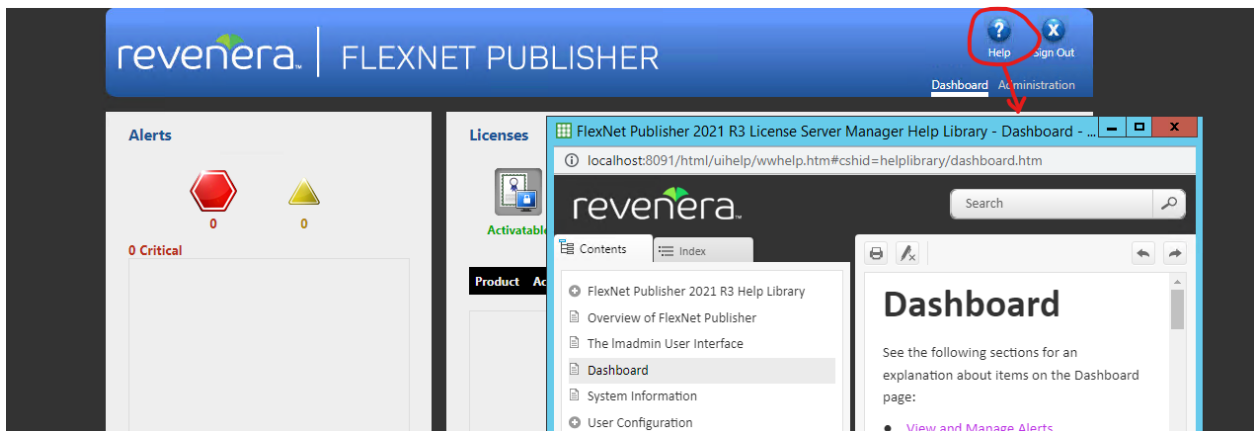 revenera™ FLEXNET PUBLISHER
Help Sign Out
Dashboard Administration
Alerts
0 0
0 Critical
Licenses
Product
FlexNet Publisher 2021 R3 License Server Manager Help Library - Dashboard - ...
localhost:8091/html/uihelp/wwhelp.htm#cshid=helplibrary/dashboard.htm
revenera™
Search
Contents Index
FlexNet Publisher 2021 R3 Help Library
Overview of FlexNet Publisher
The lmadmin User Interface
Dashboard
System Information
User Configuration
Dashboard
See the following sections for an
explanation about items on the Dashboard
page:
View and Manage Alerts